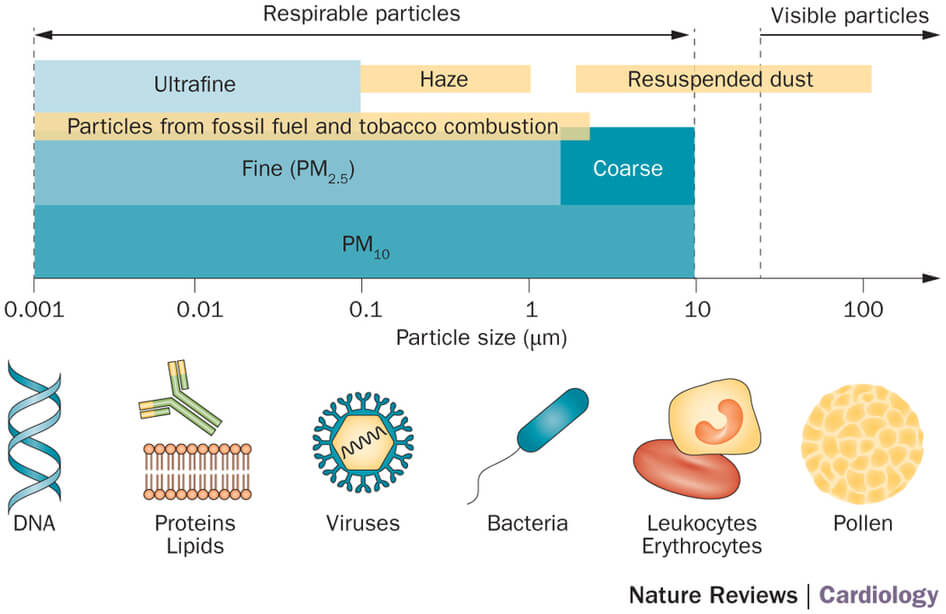 Respirable particles
Visible particles
Ultrafine
Haze
Resuspended dust
Particles from fossil fuel and tobacco combustion
Fine (PM2.5)
Coarse
PM10
0.001
0.01
0.1
1
10
100
Particle size (μm)
DNA
Proteins
Lipids
Viruses
Bacteria
Leukocytes
Erythrocytes
Pollen
Nature Reviews | Cardiology